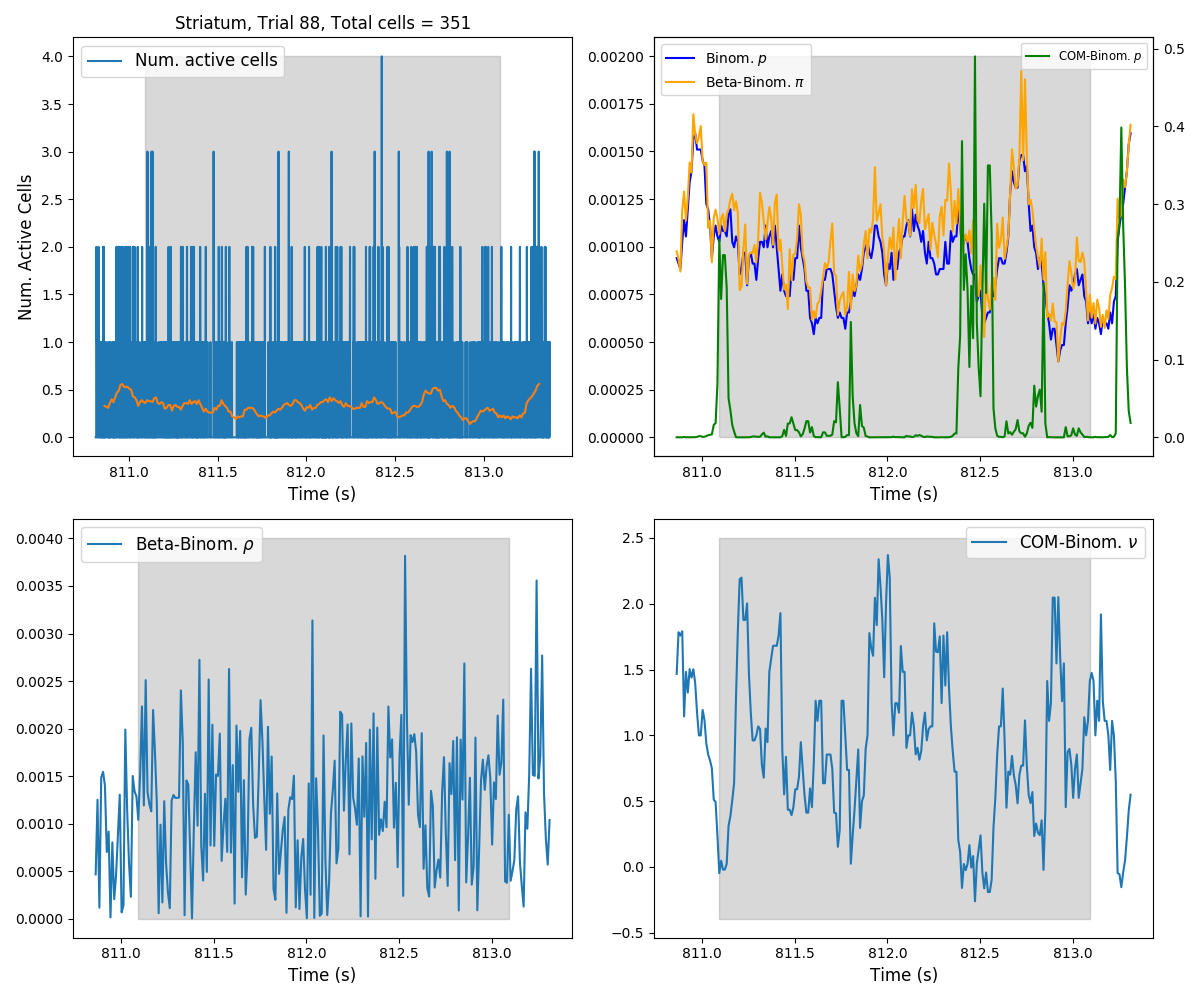 Striatum, Trial 88, Total cells = 351
Num. active cells
Num. Active Cells
4.0
3.5
3.0
2.5
2.0
1.5
1.0
0.5
0.0
811.0 811.5 812.0 812.5 813.0
Time (s)
Binom. p
Beta-Binom. π
COM-Binom. p
0.00200
0.00175
0.00150
0.00125
0.00100
0.00075
0.00050
0.00025
0.00000
0.5
0.4
0.3
0.2
0.1
0.0
811.0 811.5 812.0 812.5 813.0
Time (s)
Beta-Binom. ρ
0.0040
0.0035
0.0030
0.0025
0.0020
0.0015
0.0010
0.0005
0.0000
811.0 811.5 812.0 812.5 813.0
Time (s)
COM-Binom. ν
2.5
2.0
1.5
1.0
0.5
0.0
−0.5
811.0 811.5 812.0 812.5 813.0
Time (s)